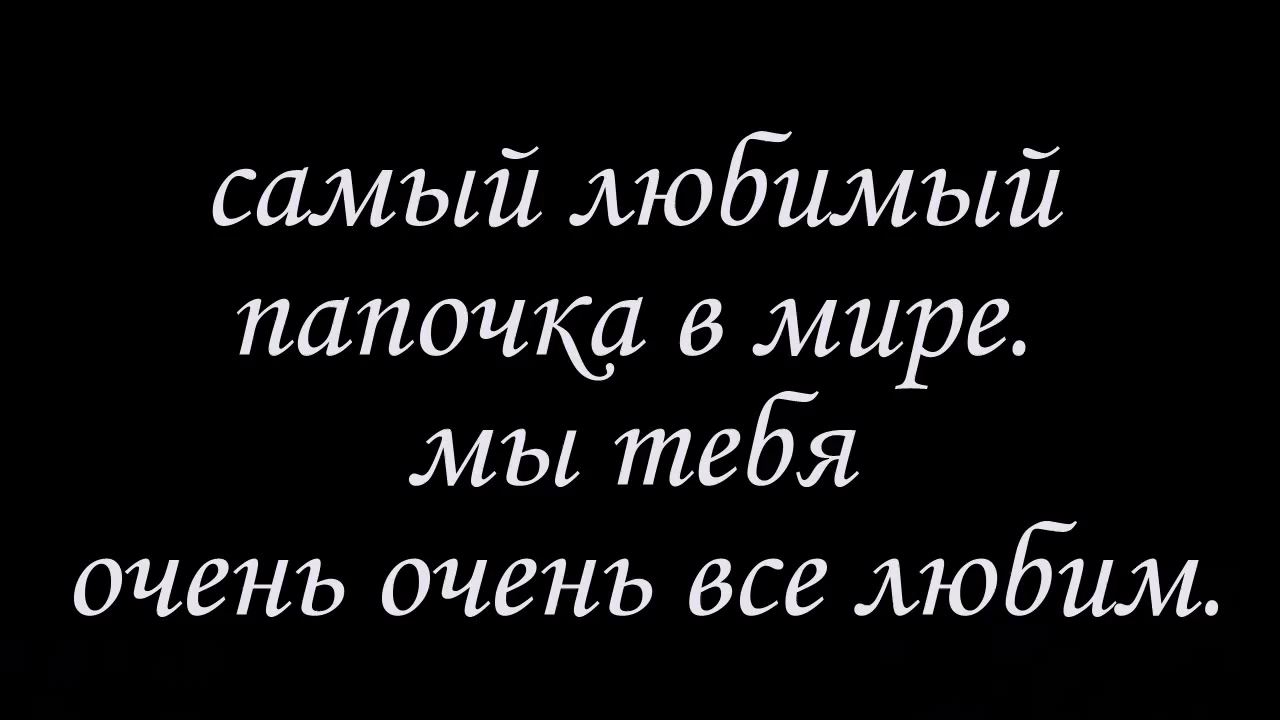 самый любимый
папочка в мире.
мы тебя
очень очень все любим.